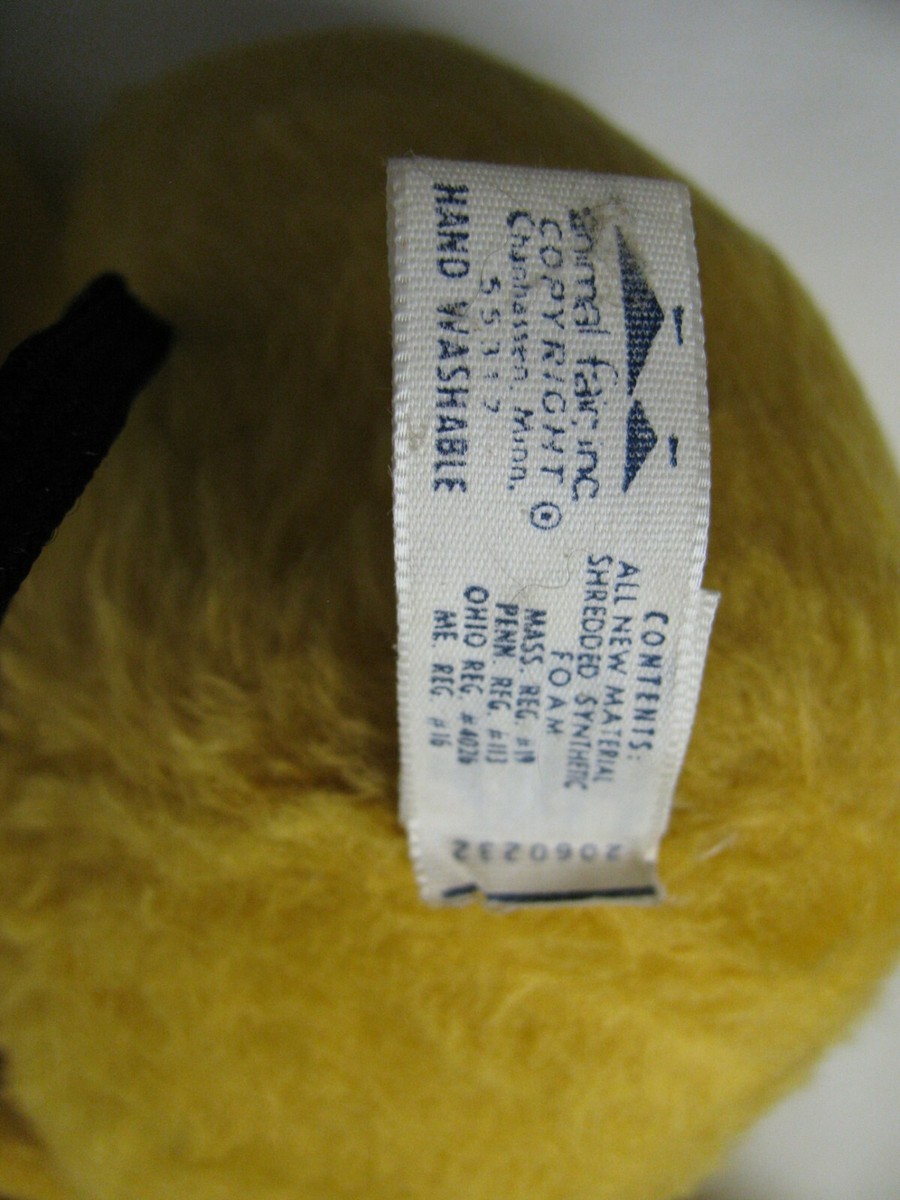 animal fair, inc
COPYRIGHT ©
Chanhassen, Minn.
55317
HAND WASHABLE
CONTENTS:
ALL NEW MATERIAL
SHREDDED SYNTHETIC
FOAM
MASS. REG. #19
PENN. REG. #113
OHIO REG. #4026
ME. REG #16
2060232